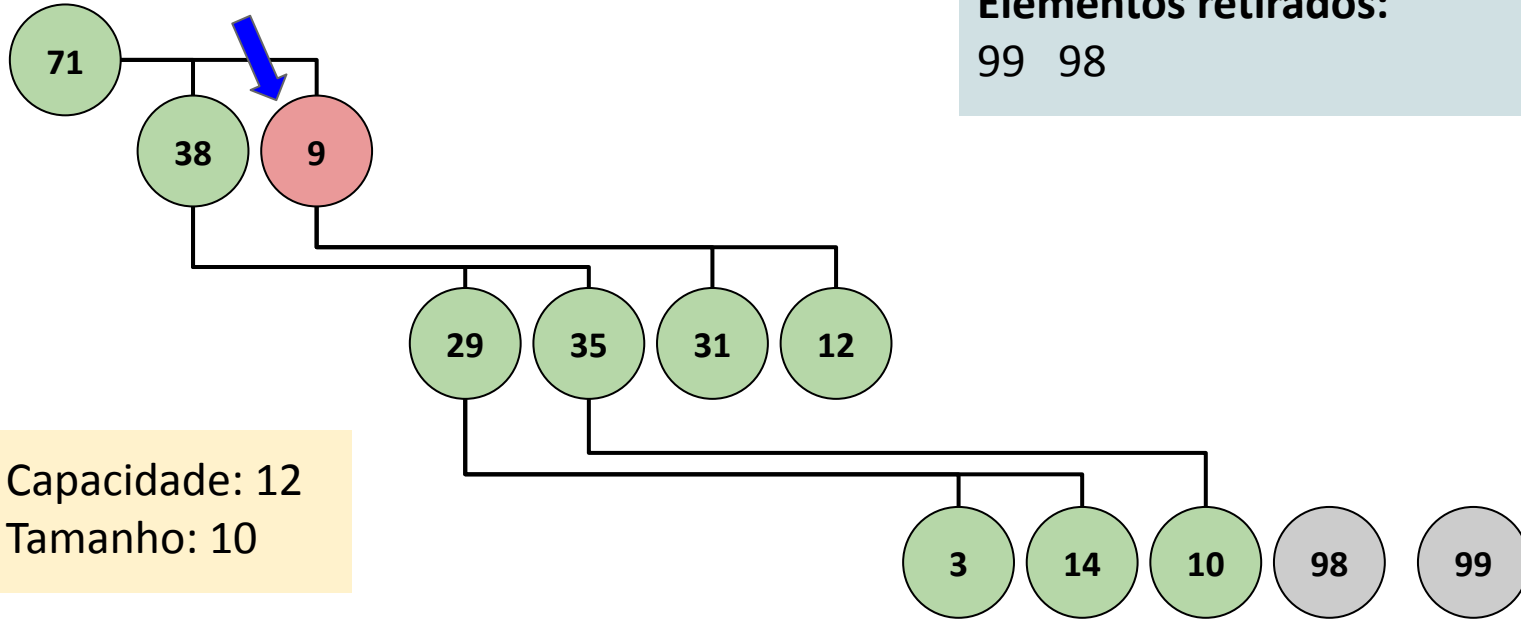 Elementos retirados:
99 98
71
38 9
29 35 31 12
Capacidade: 12
Tamanho: 10
3 14 10 98 99